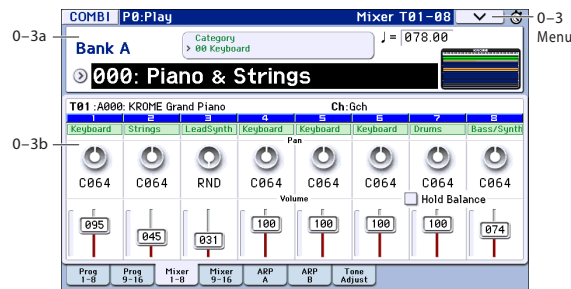 COMBI P0:Play Mixer T01-08
0–3
Menu
0–3a
Bank A
Category
> 00 Keyboard
♩= 078.00
KROME
000: Piano & Strings
T01 :A000: KROME Grand Piano Ch:Gch
1 2 3 4 5 6 7 8
Keyboard Strings LeadSynth Keyboard Keyboard Keyboard Drums Bass/Synth
0–3b
Pan
C064 C064 RND C064 C064 C064 C064 C064
Volume
Hold Balance
095 045 031 100 100 100 100 074
Prog 1-8 Prog 9-16 Mixer 1-8 Mixer 9-16 ARP A ARP B Tone Adjust